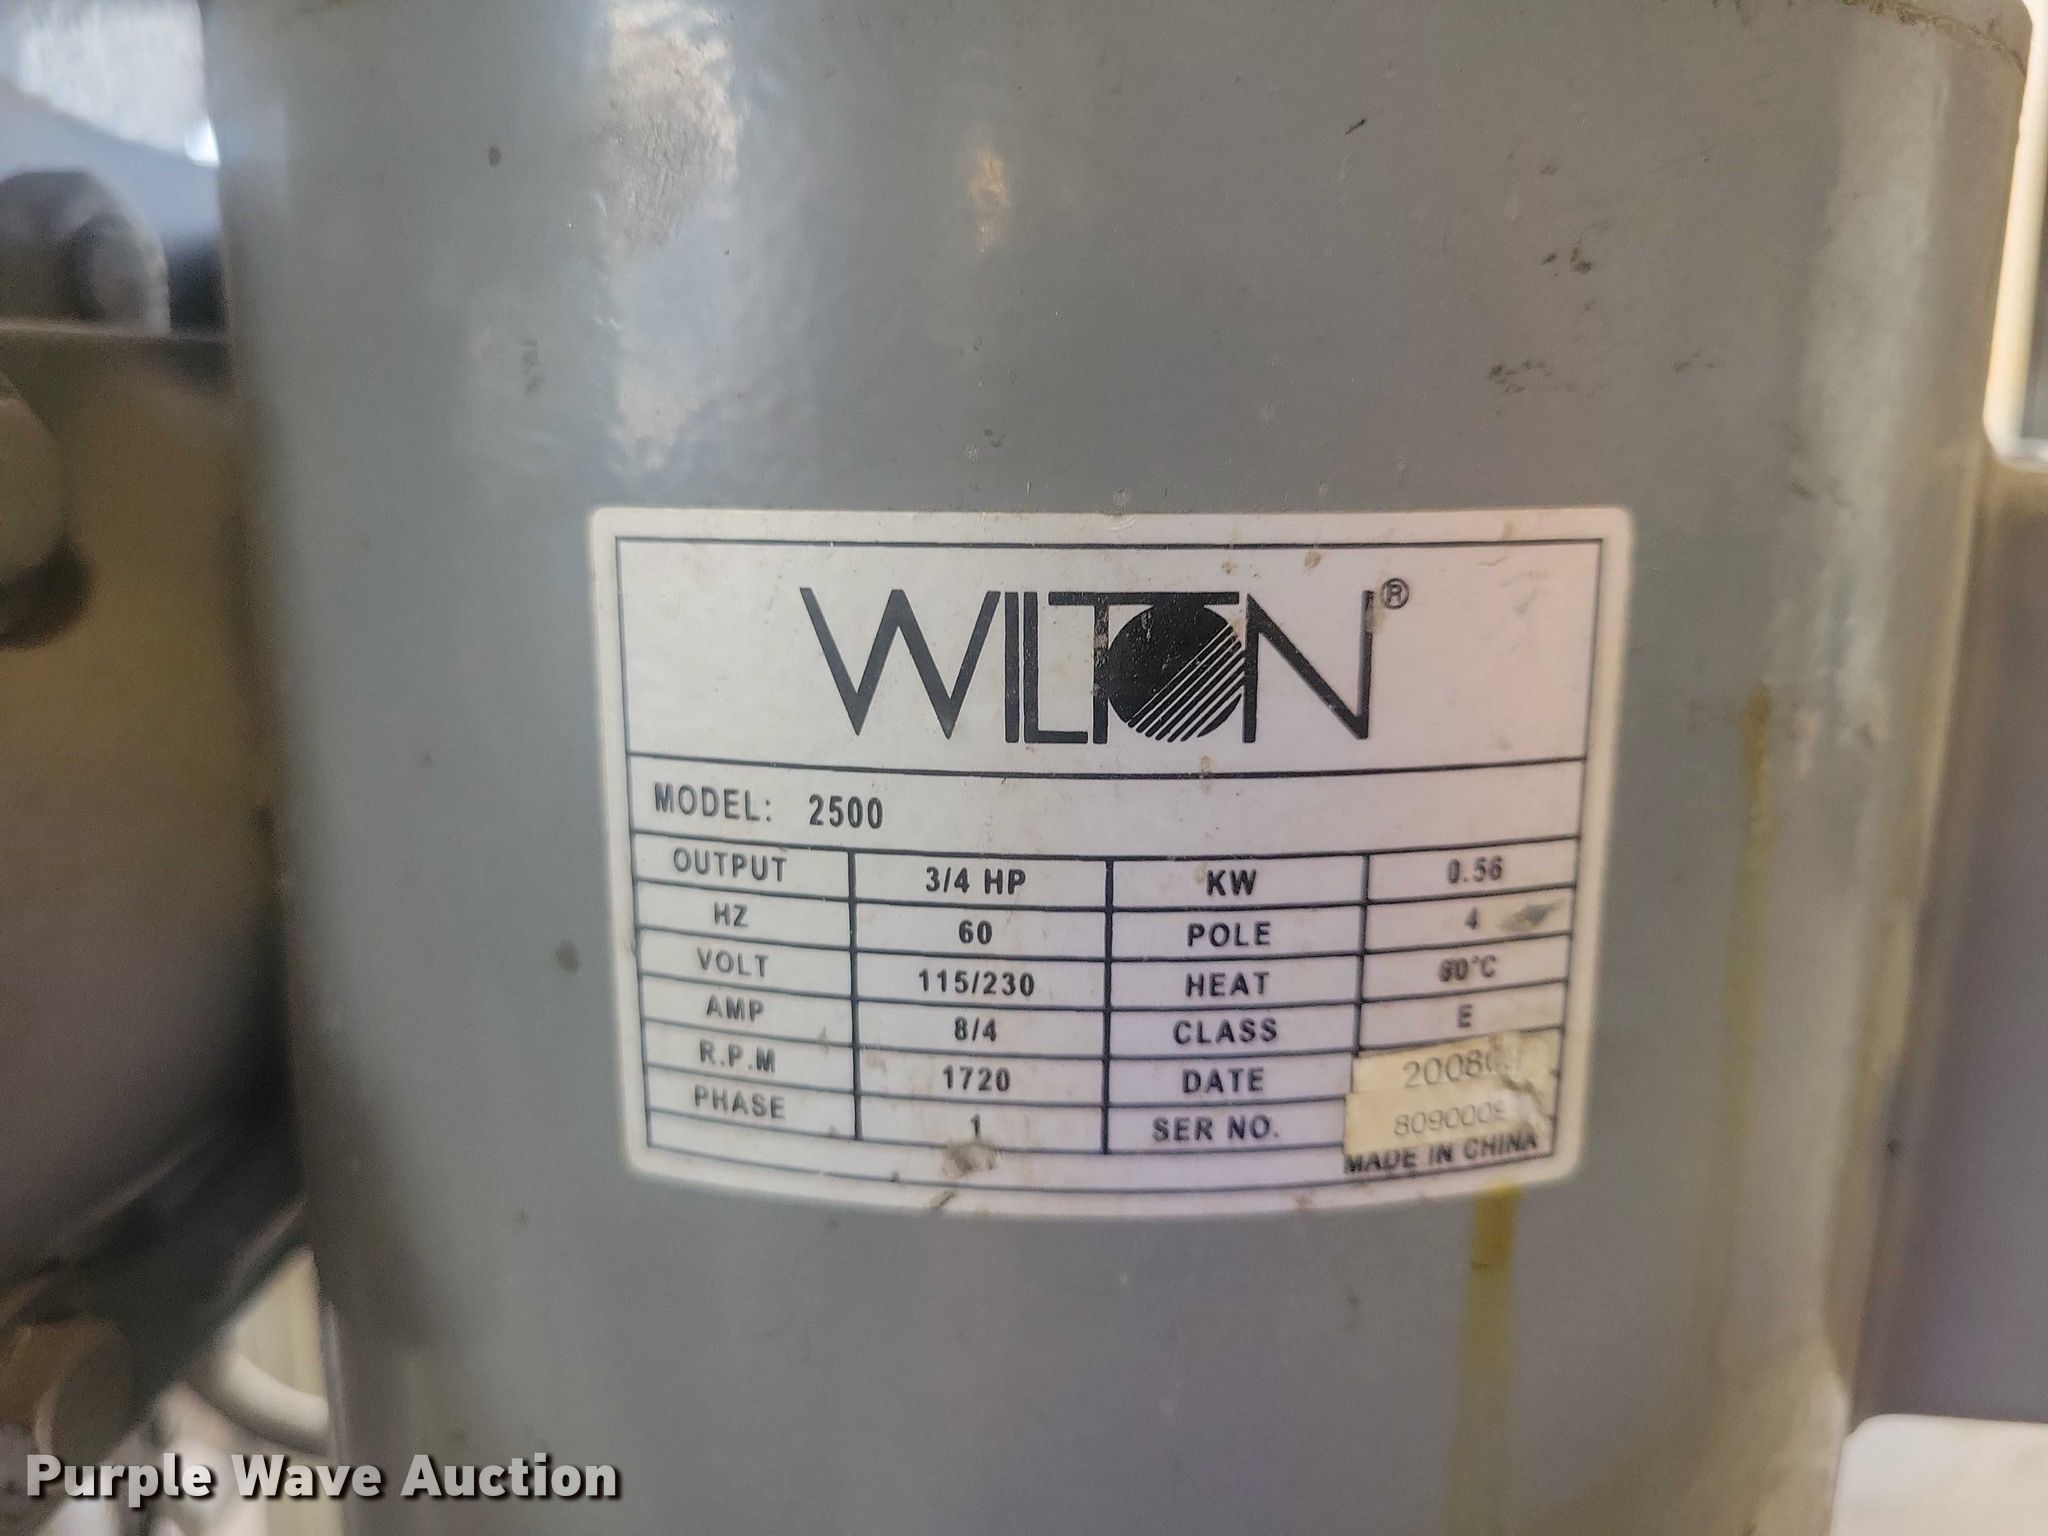 WILTON®
MODEL: 2500
OUTPUT 3/4 HP KW 0.56
HZ 60 POLE 4
VOLT 115/230 HEAT °C
AMP 8/4 CLASS E
R.P.M 1720 DATE
PHASE 1 SER NO.
MADE IN CHINA
Purple Wave Auction